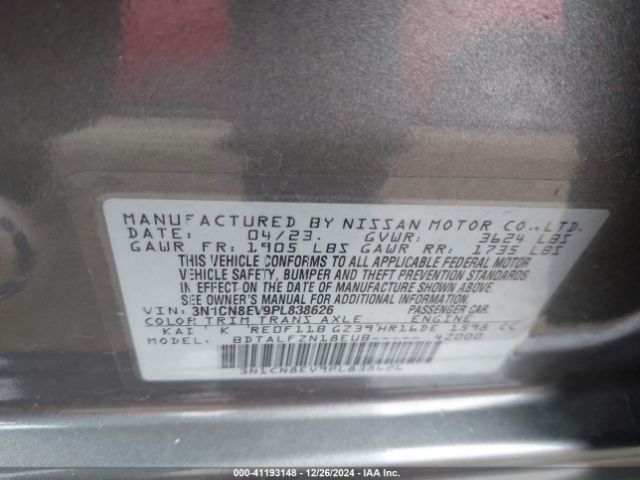 MANUFACTURED BY NISSAN MOTOR CO.,LTD.
DATE: 04/23. GVWR: 3624 LBS
GAWR FR: 1905 LBS GAWR RR: 1735 LBS
THIS VEHICLE CONFORMS TO ALL APPLICABLE FEDERAL MOTOR
VEHICLE SAFETY, BUMPER AND THEFT PREVENTION STANDARDS
IN EFFECT ON THE DATE OF MANUFACTURE SHOWN ABOVE.
SEE OWNER'S MANUAL FOR ADDITIONAL INFORMATION.
VIN: 3N1CN8EV9PL838626 PASSENGER CAR.
COLOR TRIM TRANS AXLE ENGINE
KAI K RE0F11B GZ39 HR16DE 1598 CC
MODEL: BDTALFZN18EUB----- 42000
3N1CN8EV9PL838626
000-41193148 - 12/26/2024 - IAA Inc.